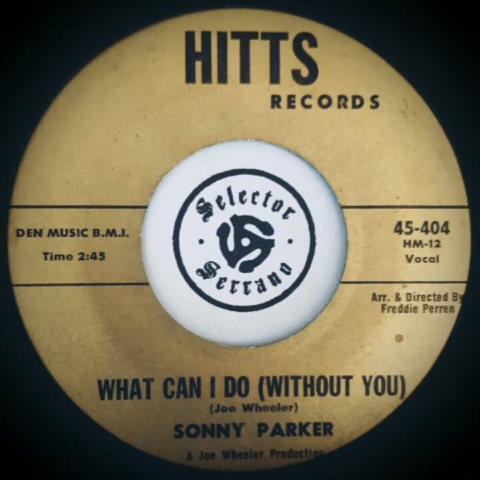 HITTS
RECORDS
Selector
Serrano
DEN MUSIC B.M.I.
Time 2:45
45-404
HM-12
Vocal
Arr. & Directed By
Freddie Perren
WHAT CAN I DO (WITHOUT YOU)
(Joe Wheeler)
SONNY PARKER
A Joe Wheeler Production